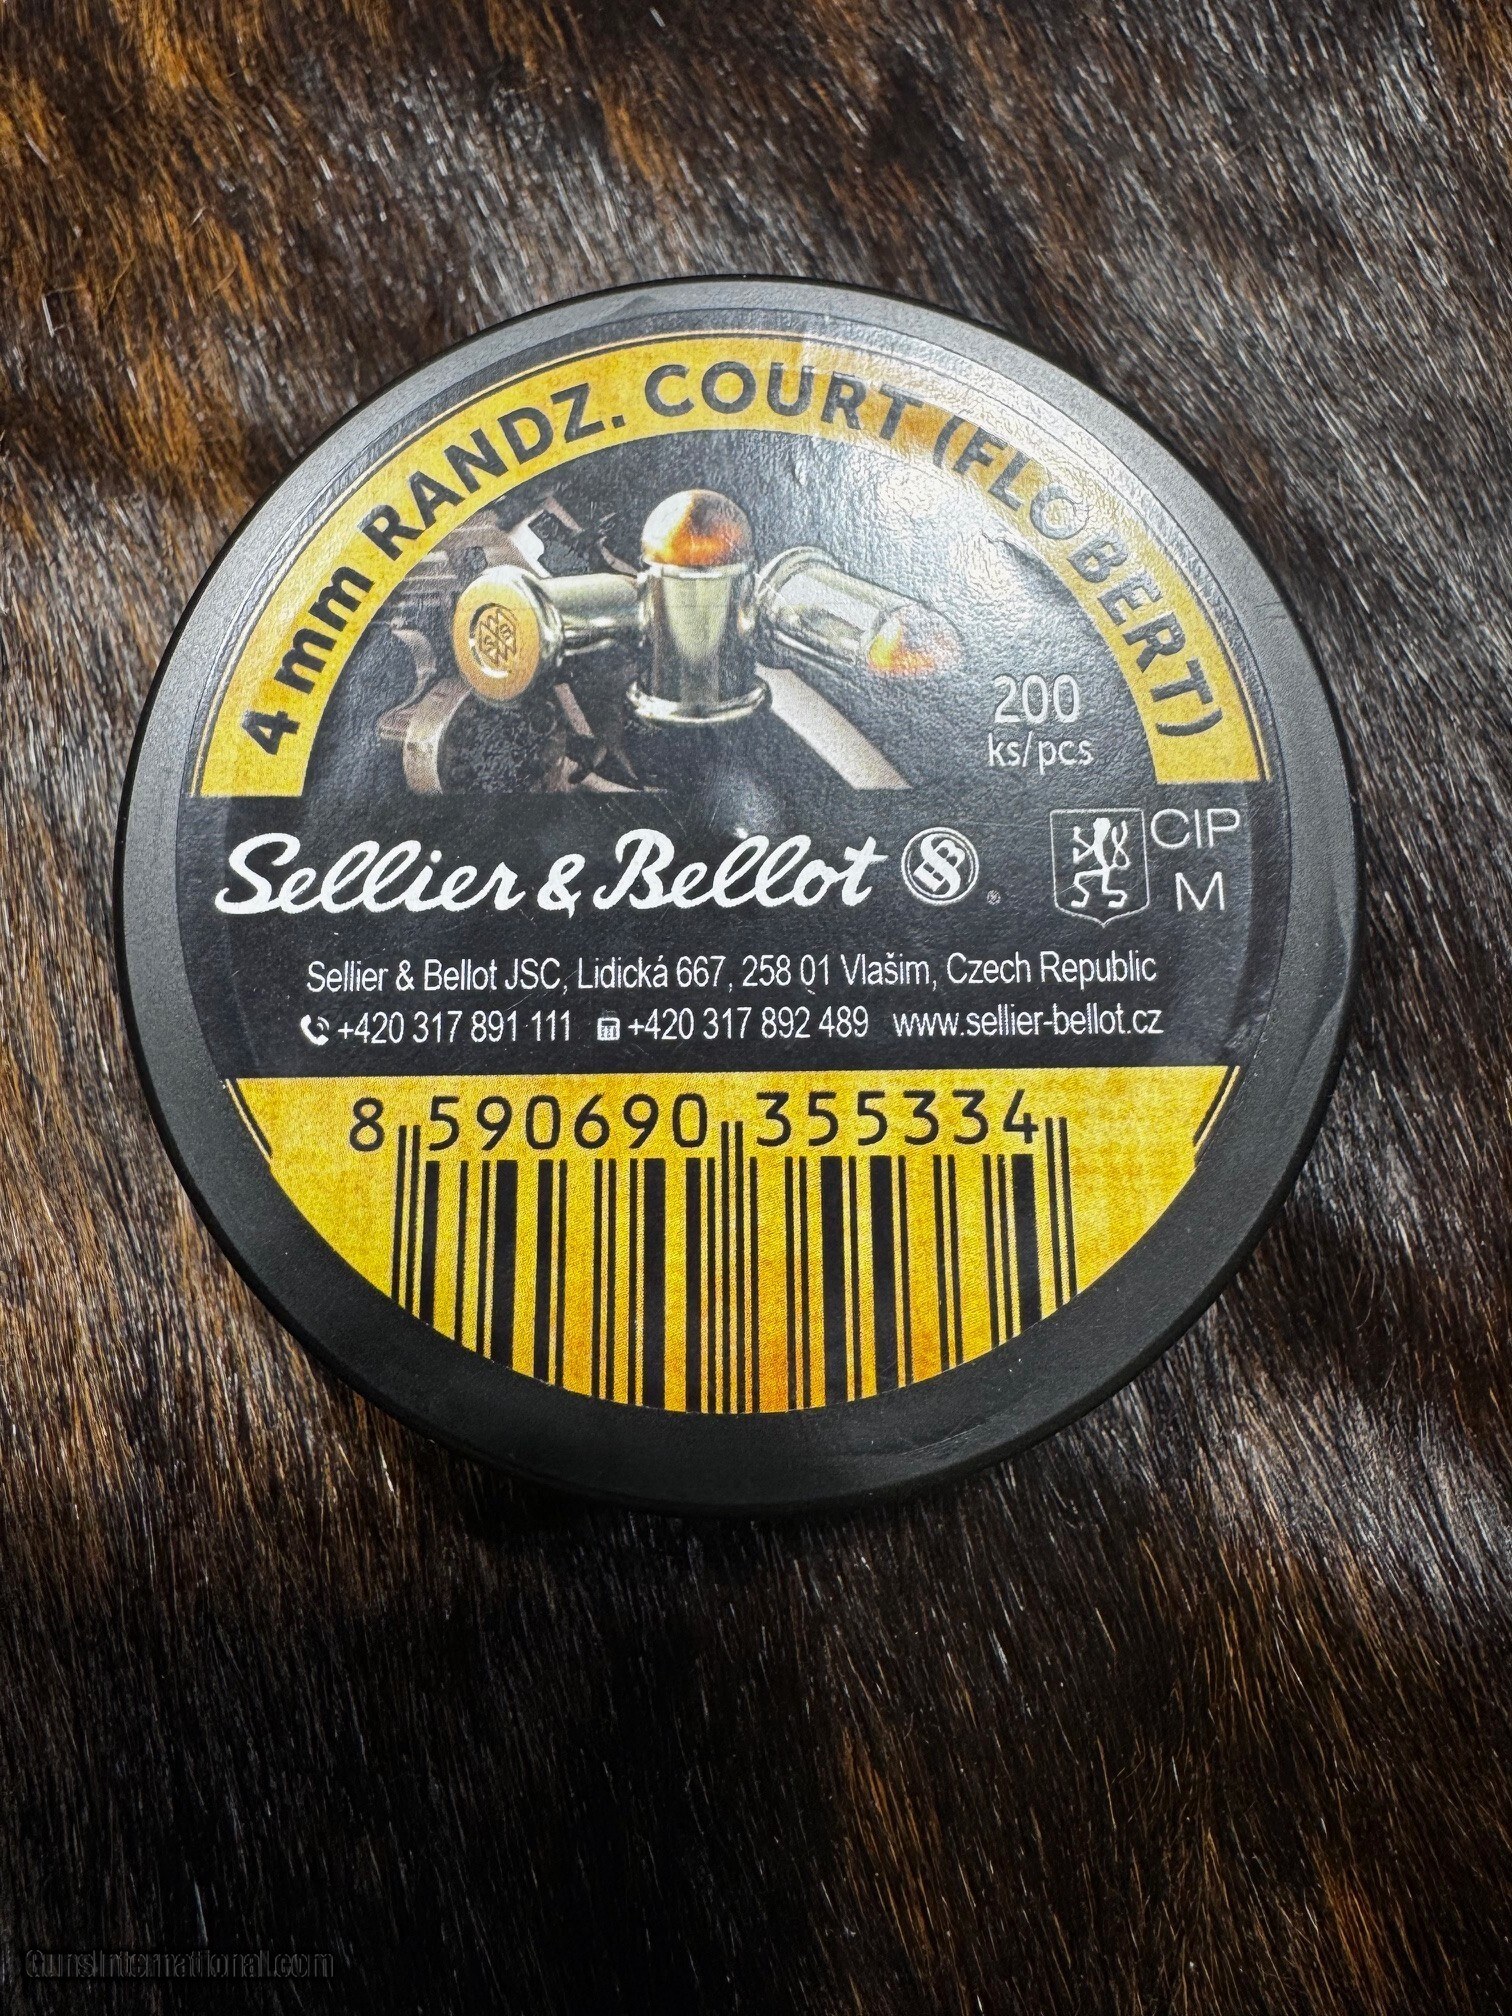 4 mm RANDZ. COURT (FLOBERT)
200
ks/pcs
Sellier & Bellot
CIP
M
Sellier & Bellot JSC, Lidická 667, 258 01 Vlašim, Czech Republic
+420 317 891 111 +420 317 892 489 www.sellier-bellot.cz
8 590690 355334
GunsInternational.com